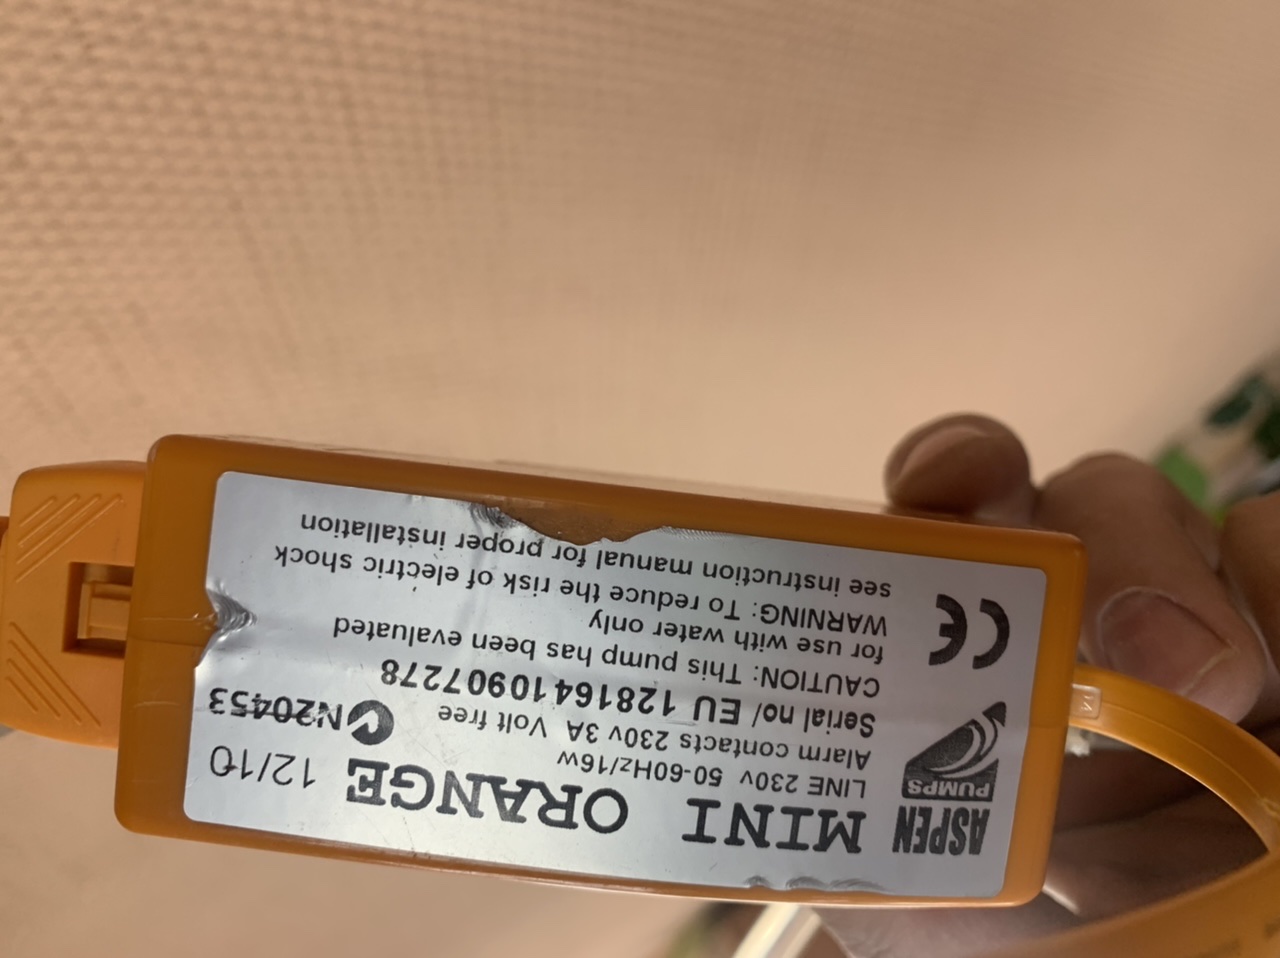 ASPEN
PUMPS
MINI ORANGE 12/10
LINE 230v 50-60Hz/16w
Alarm contacts 230v 3A Volt free N20453
Serial no/ EU 1281641090727​8
CAUTION: This pump has been evaluated
for use with water only
WARNING: To reduce the risk of electric shock
see instruction manual for proper installation
CE